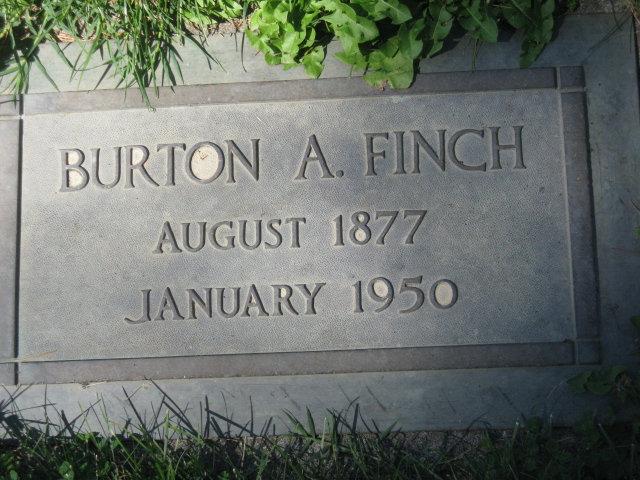 BURTON A. FINCH
AUGUST 1877
JANUARY 1950